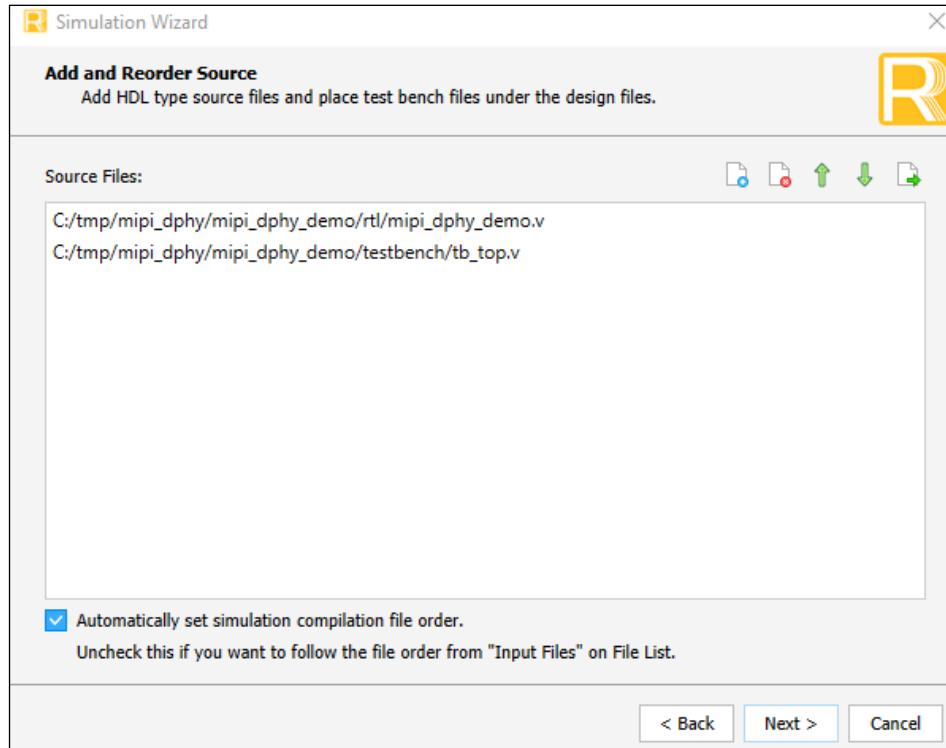 Simulation Wizard
Add and Reorder Source
Add HDL type source files and place test bench files under the design files.
Source Files:
C:/tmp/mipi_dphy/mipi_dphy_demo/rtl/mipi_dphy_demo.v
C:/tmp/mipi_dphy/mipi_dphy_demo/testbench/tb_top.v
Automatically set simulation compilation file order.
Uncheck this if you want to follow the file order from "Input Files" on File List.
< Back Next > Cancel